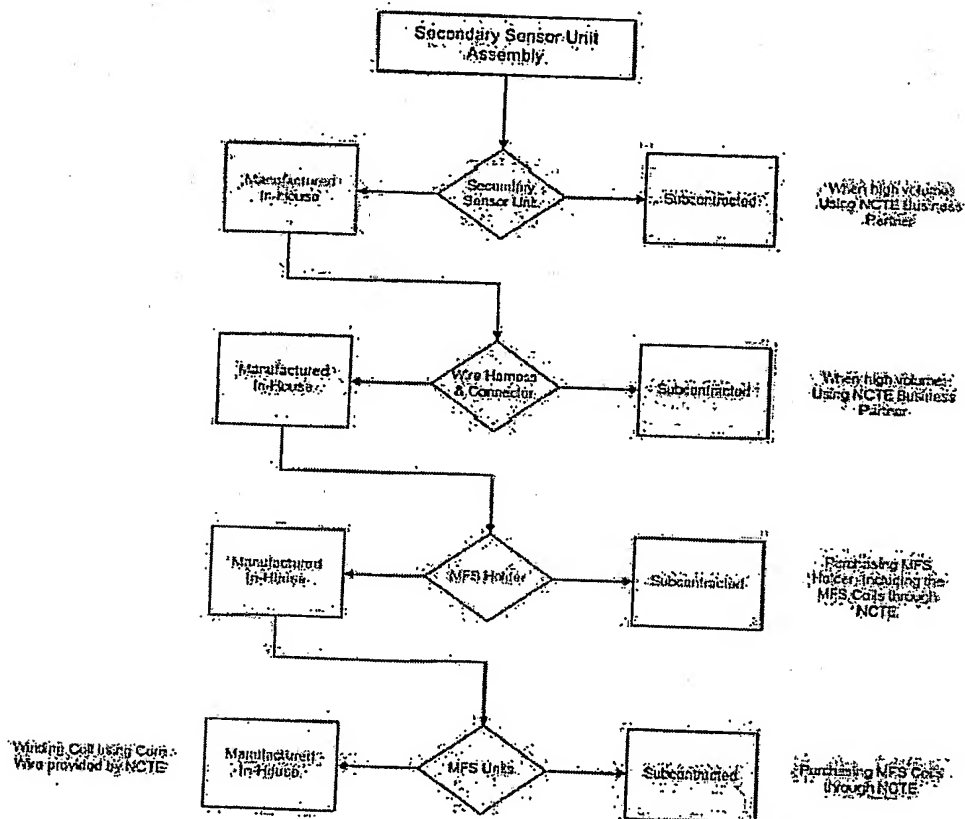 Secondary Sensor Unit
Assembly
Manufactured
In-House
Secondary
Sensor Unit
Subcontracted
When high volume:
Using NCTE Business
Partner
Manufactured
In-House
Wire Harness
& Connector
Subcontracted
When high volume:
Using NCTE Business
Partner
Manufactured
In-House
MFS Holder
Subcontracted
Purchasing MFS
Holder, including the
MFS Coils through
NCTE
Winding Coil using Core
Wire provided by NCTE
Manufactured
In-House
MFS Units
Subcontracted
Purchasing MFS Coils
through NCTE